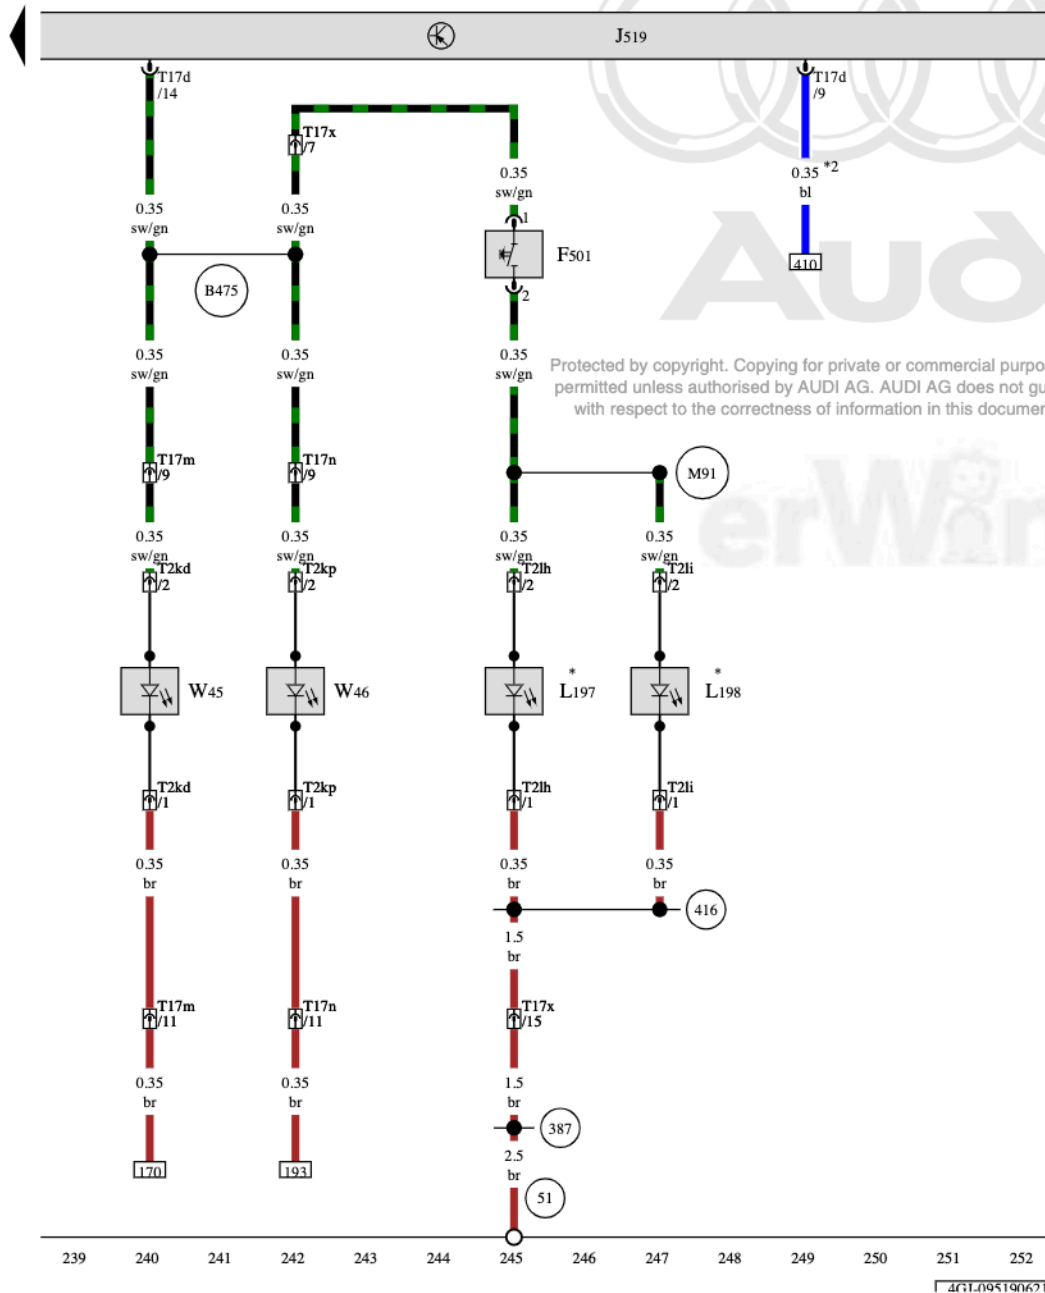 J519
T17d
/14
T17d
/9
T17x
/7
0.35
sw/gn
0.35 *2
bl
0.35
sw/gn
0.35
sw/gn
1
F501
2
410
B475
Aud
0.35
sw/gn
0.35
sw/gn
0.35
sw/gn
Protected by copyright. Copying for private or commercial purpo
permitted unless authorised by AUDI AG. AUDI AG does not gu
with respect to the correctness of information in this documen
T17m
/9
T17n
/9
M91
erWin
0.35
sw/gn
0.35
sw/gn
0.35
sw/gn
0.35
sw/gn
T2kd
/2
T2kp
/2
T2lh
/2
T2li
/2
W45
W46
*
L197
*
L198
T2kd
/1
T2kp
/1
T2lh
/1
T2li
/1
0.35
br
0.35
br
0.35
br
0.35
br
416
1.5
br
T17m
/11
T17n
/11
T17x
/15
0.35
br
0.35
br
1.5
br
387
170
193
2.5
br
51
239 240 241 242 243 244 245 246 247 248 249 250 251 252